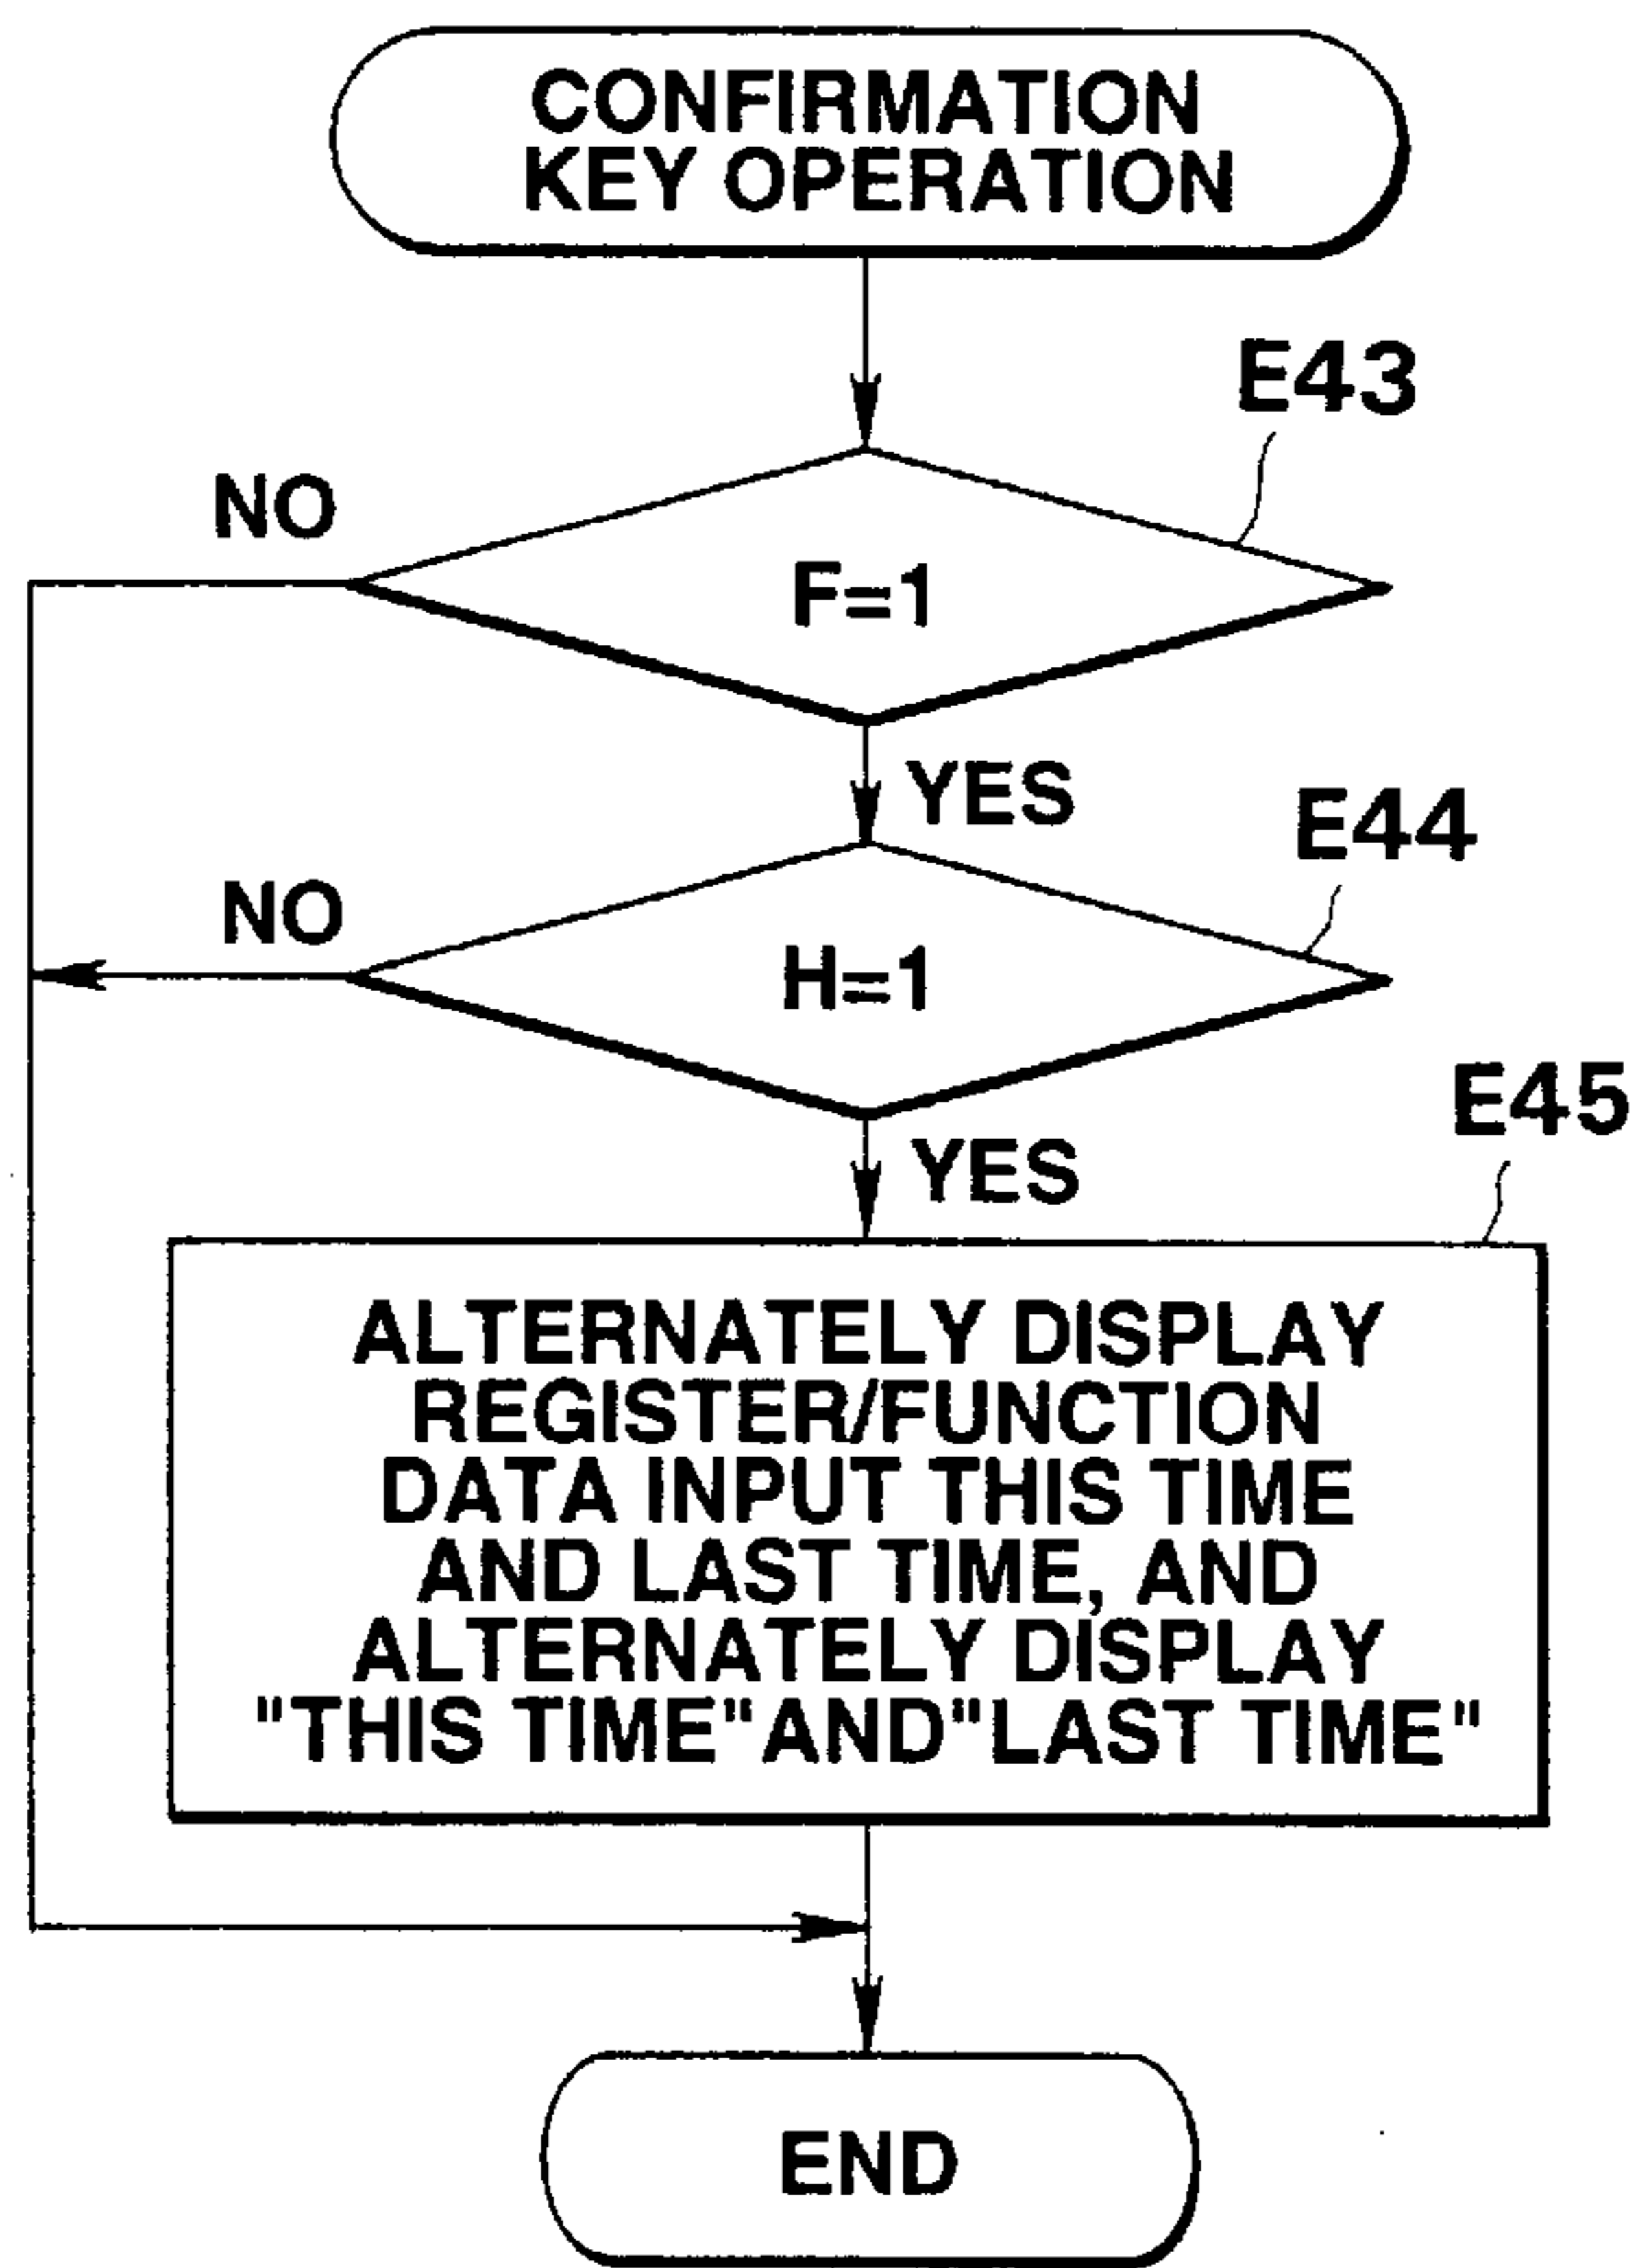 CONFIRMATION
KEY OPERATION
E43
NO
F=1
YES
E44
NO
H=1
E45
YES
ALTERNATELY DISPLAY
REGISTER/FUNCTION
DATA INPUT THIS TIME
AND LAST TIME, AND
ALTERNATELY DISPLAY
"THIS TIME"AND"LAST TIME"
END